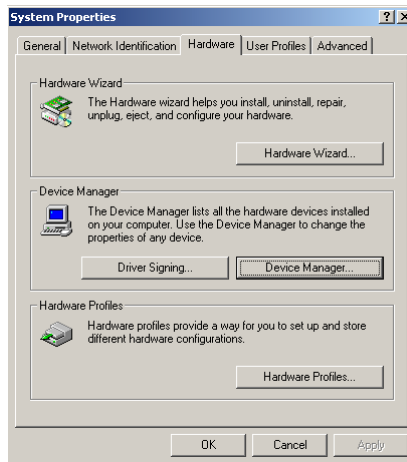 System Properties
General Network Identification Hardware User Profiles Advanced
Hardware Wizard
The Hardware wizard helps you install, uninstall, repair,
unplug, eject, and configure your hardware.
Hardware Wizard...
Device Manager
The Device Manager lists all the hardware devices installed
on your computer. Use the Device Manager to change the
properties of any device.
Driver Signing... Device Manager...
Hardware Profiles
Hardware profiles provide a way for you to set up and store
different hardware configurations.
Hardware Profiles...
OK Cancel Apply